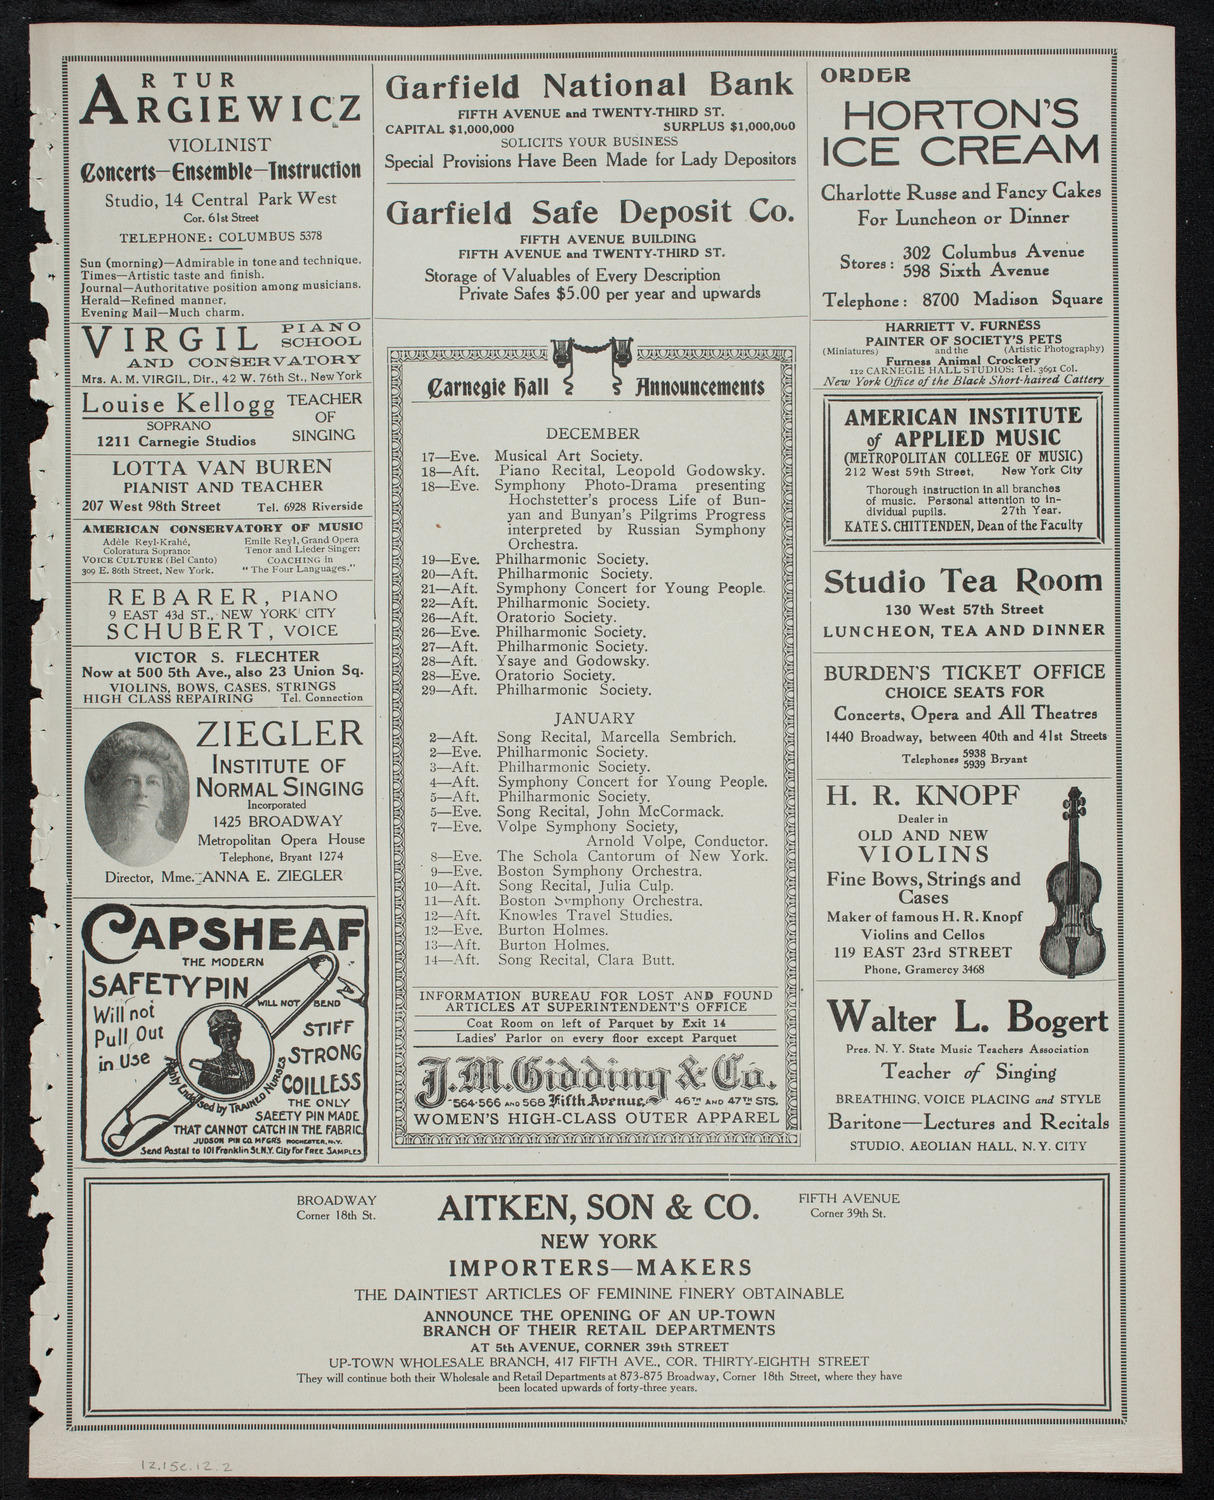 ARTUR
ARGIEWICZ
VIOLINIST
Concerts—Ensemble—Instruction
Studio, 14 Central Park West
Cor. 61st Street
TELEPHONE: COLUMBUS 5378
Sun (morning)—Admirable in tone and technique.
Times—Artistic taste and finish.
Journal—Authoritative position among musicians.
Herald—Refined manner.
Evening Mail—Much charm.
VIRGIL PIANO SCHOOL
AND CONSERVATORY
Mrs. A. M. VIRGIL, Dir., 42 W. 76th St., New York
Louise Kellogg
SOPRANO
1211 Carnegie Studios
TEACHER
OF
SINGING
LOTTA VAN BUREN
PIANIST AND TEACHER
207 West 98th Street Tel. 6928 Riverside
AMERICAN CONSERVATORY OF MUSIC
Adèle Reyl-Krahé,
Coloratura Soprano:
VOICE CULTURE (Bel Canto)
309 E. 86th Street, New York.
Emile Reyl, Grand Opera
Tenor and Lieder Singer:
COACHING in
"The Four Languages."
REBARER, PIANO
9 EAST 43d ST., NEW YORK CITY
SCHUBERT, VOICE
VICTOR S. FLECHTER
Now at 500 5th Ave., also 23 Union Sq.
VIOLINS, BOWS, CASES, STRINGS
HIGH CLASS REPAIRING Tel. Connection
ZIEGLER
INSTITUTE OF
NORMAL SINGING
Incorporated
1425 BROADWAY
Metropolitan Opera House
Telephone, Bryant 1274
Director, Mme. ANNA E. ZIEGLER
CAPSHEAF
THE MODERN
SAFETY PIN
WILL NOT BEND
Will not
Pull Out
in Use
STIFF
STRONG
COILLESS
Highly Endorsed by TRAINED NURSES
THE ONLY
SAFETY PIN MADE
THAT CANNOT CATCH IN THE FABRIC
JUDSON PIN CO. MFGRS ROCHESTER, N.Y.
Send Postal to 101 Franklin St. N.Y. City for FREE SAMPLES
Garfield National Bank
FIFTH AVENUE and TWENTY-THIRD ST.
CAPITAL $1,000,000 SURPLUS $1,000,000
SOLICITS YOUR BUSINESS
Special Provisions Have Been Made for Lady Depositors
Garfield Safe Deposit Co.
FIFTH AVENUE BUILDING
FIFTH AVENUE and TWENTY-THIRD ST.
Storage of Valuables of Every Description
Private Safes $5.00 per year and upwards
Carnegie Hall Announcements
DECEMBER
17—Eve. Musical Art Society.
18—Aft. Piano Recital, Leopold Godowsky.
18—Eve. Symphony Photo-Drama presenting
Hochstetter's process Life of Bun-
yan and Bunyan's Pilgrims Progress
interpreted by Russian Symphony
Orchestra.
19—Eve. Philharmonic Society.
20—Aft. Philharmonic Society.
21—Aft. Symphony Concert for Young People.
22—Aft. Philharmonic Society.
26—Aft. Oratorio Society.
26—Eve. Philharmonic Society.
27—Aft. Philharmonic Society.
28—Aft. Ysaye and Godowsky.
28—Eve. Oratorio Society.
29—Aft. Philharmonic Society.
JANUARY
2—Aft. Song Recital, Marcella Sembrich.
2—Eve. Philharmonic Society.
3—Aft. Philharmonic Society.
4—Aft. Symphony Concert for Young People.
5—Aft. Philharmonic Society.
5—Eve. Song Recital, John McCormack.
7—Eve. Volpe Symphony Society,
Arnold Volpe, Conductor.
8—Eve. The Schola Cantorum of New York.
9—Eve. Boston Symphony Orchestra.
10—Aft. Song Recital, Julia Culp.
11—Aft. Boston Symphony Orchestra.
12—Aft. Knowles Travel Studies.
12—Eve. Burton Holmes.
13—Aft. Burton Holmes.
14—Aft. Song Recital, Clara Butt.
INFORMATION BUREAU FOR LOST AND FOUND
ARTICLES AT SUPERINTENDENT'S OFFICE
Coat Room on left of Parquet by Exit 14
Ladies' Parlor on every floor except Parquet
J.M. Gidding & Co.
564-566 AND 568 Fifth Avenue. 46TH AND 47TH STS.
WOMEN'S HIGH-CLASS OUTER APPAREL
ORDER
HORTON'S
ICE CREAM
Charlotte Russe and Fancy Cakes
For Luncheon or Dinner
Stores: 302 Columbus Avenue
598 Sixth Avenue
Telephone: 8700 Madison Square
HARRIETT V. FURNESS
PAINTER OF SOCIETY'S PETS
(Miniatures) and the (Artistic Photography)
Furness Animal Crockery
112 CARNEGIE HALL STUDIOS: Tel. 3691 Col.
New York Office of the Black Short-haired Cattery
AMERICAN INSTITUTE
of APPLIED MUSIC
(METROPOLITAN COLLEGE OF MUSIC)
212 West 59th Street, New York City
Thorough instruction in all branches
of music. Personal attention to in-
dividual pupils. 27th Year.
KATE S. CHITTENDEN, Dean of the Faculty
Studio Tea Room
130 West 57th Street
LUNCHEON, TEA AND DINNER
BURDEN'S TICKET OFFICE
CHOICE SEATS FOR
Concerts, Opera and All Theatres
1440 Broadway, between 40th and 41st Streets
Telephones 5938 5939 Bryant
H. R. KNOPF
Dealer in
OLD AND NEW
VIOLINS
Fine Bows, Strings and
Cases
Maker of famous H. R. Knopf
Violins and Cellos
119 EAST 23rd STREET
Phone, Gramercy 3468
Walter L. Bogert
Pres. N. Y. State Music Teachers Association
Teacher of Singing
BREATHING, VOICE PLACING and STYLE
Baritone—Lectures and Recitals
STUDIO, AEOLIAN HALL, N. Y. CITY
BROADWAY
Corner 18th St.
AITKEN, SON & CO.
FIFTH AVENUE
Corner 39th St.
NEW YORK
IMPORTERS—MAKERS
THE DAINTIEST ARTICLES OF FEMININE FINERY OBTAINABLE
ANNOUNCE THE OPENING OF AN UP-TOWN
BRANCH OF THEIR RETAIL DEPARTMENTS
AT 5th AVENUE, CORNER 39th STREET
UP-TOWN WHOLESALE BRANCH, 417 FIFTH AVE., COR. THIRTY-EIGHTH STREET
They will continue both their Wholesale and Retail Departments at 873-875 Broadway, Corner 18th Street, where they have
been located upwards of forty-three years.
12.15e.12.2